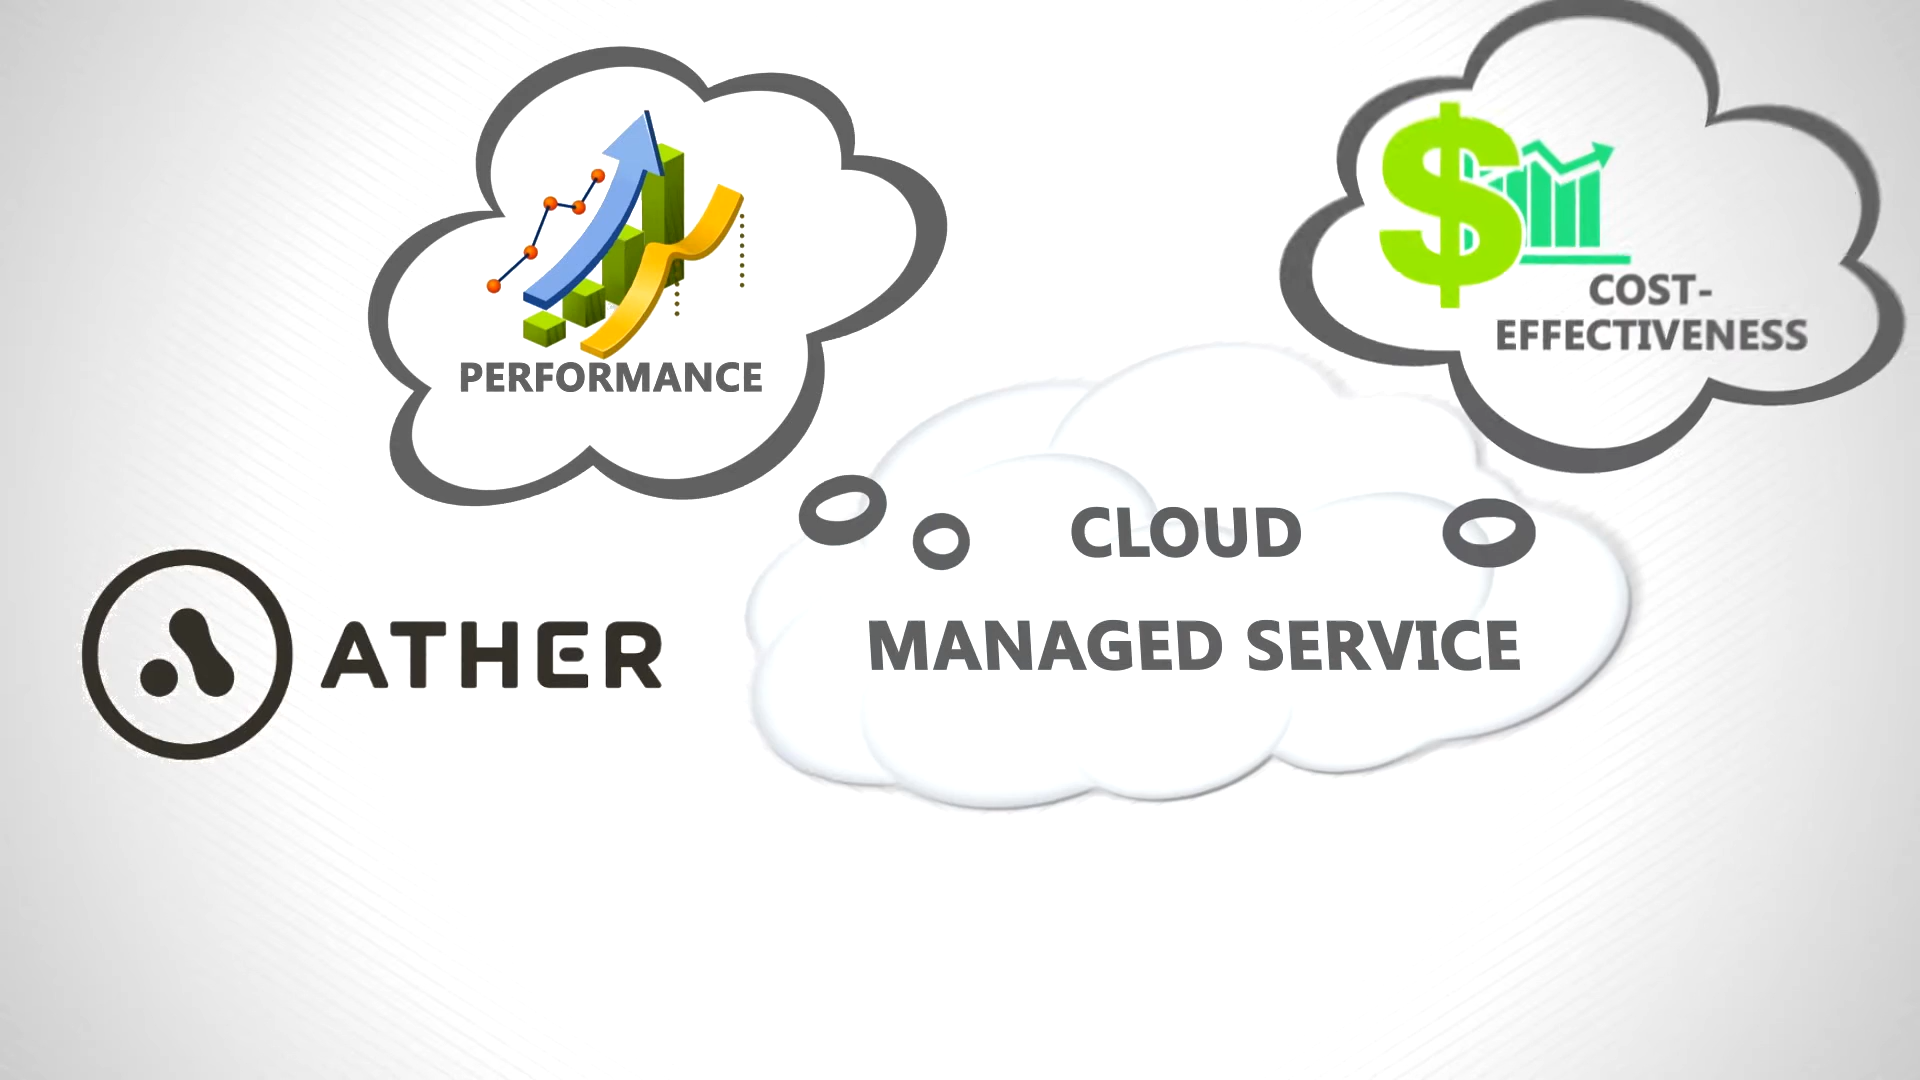 PERFORMANCE
COST-
EFFECTIVENESS
CLOUD
MANAGED SERVICE
ATHER